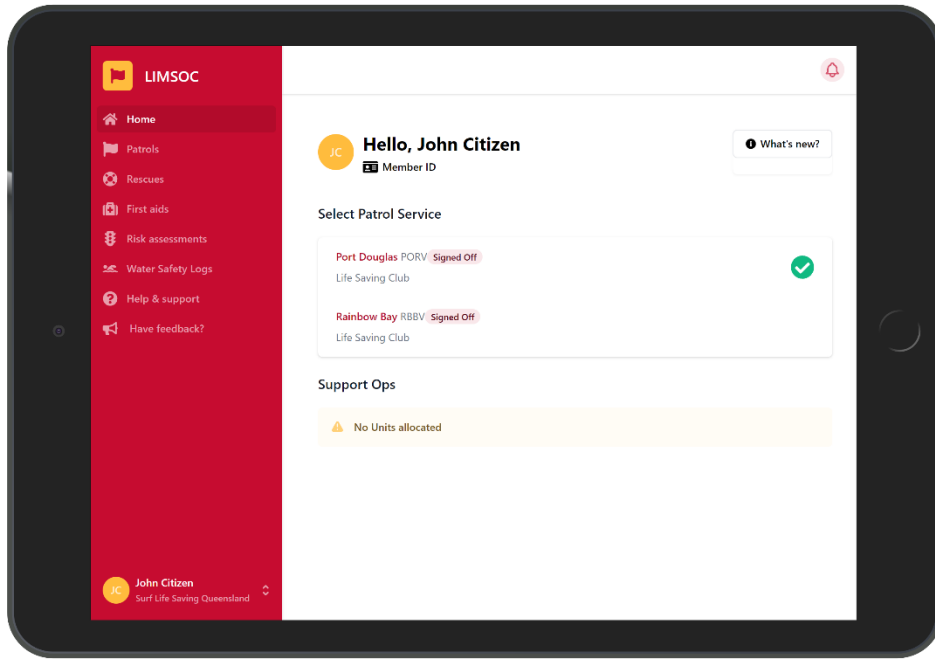 LIMSOC
Home
Patrols
Rescues
First aids
Risk assessments
Water Safety Logs
Help & support
Have feedback?
JC
John Citizen
Surf Life Saving Queensland
JC
Hello, John Citizen
Member ID
What's new?
Select Patrol Service
Port Douglas PORV Signed Off
Life Saving Club
Rainbow Bay RBBV Signed Off
Life Saving Club
Support Ops
No Units allocated